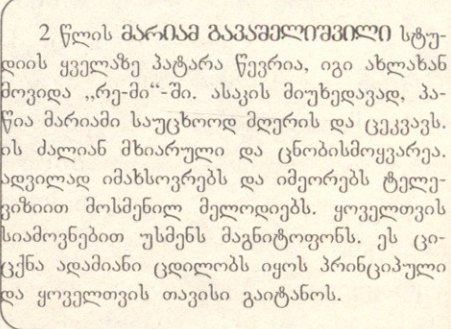 2 წლის მარიამ გავაშელიშვილი სტუ-
დიის ყველაზე პატარა წევრია, იგი ახლახან
მოვიდა „რე-მი“-ში. ასაკის მიუხედავად, პა-
წია მარიამი საუცხოოდ მღერის და ცეკვავს.
ის ძალიან მხიარული და ცნობისმოყვარეა.
ადვილად იმახსოვრებს და იმეორებს ტელე-
ვიზიით მოსმენილ მელოდიებს. ყოველთვის
სიამოვნებით უსმენს მაგნიტოფონს. ეს ცი-
ცქნა ადამიანი ცდილობს იყოს პრინციპული
და ყოველთვის თავისი გაიტანოს.